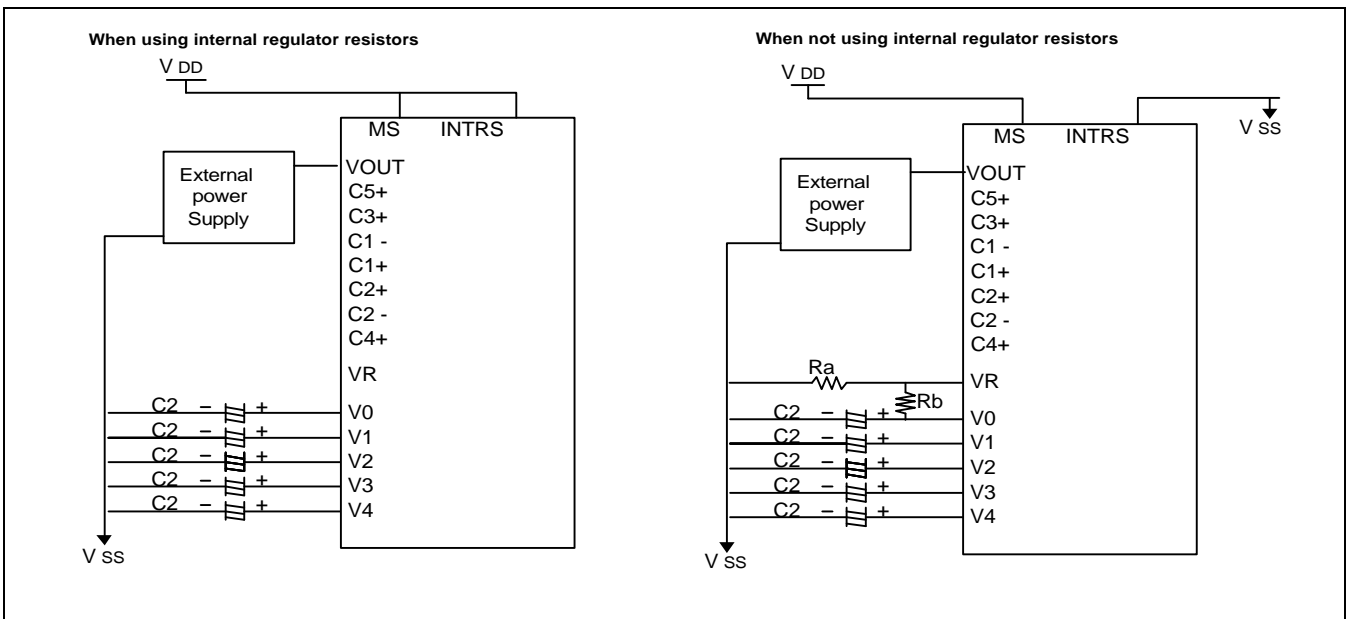 When using internal regulator resistors
V DD
MS INTRS
External
power
Supply
VOUT
C5+
C3+
C1 -
C1+
C2+
C2 -
C4+
VR
C2 – + V0
C2 – + V1
C2 – + V2
C2 – + V3
C2 – + V4
V SS
When not using internal regulator resistors
V DD
V SS
MS INTRS
External
power
Supply
VOUT
C5+
C3+
C1 -
C1+
C2+
C2 -
C4+
Ra
VR
Rb
C2 – + V0
C2 – + V1
C2 – + V2
C2 – + V3
C2 – + V4
V SS